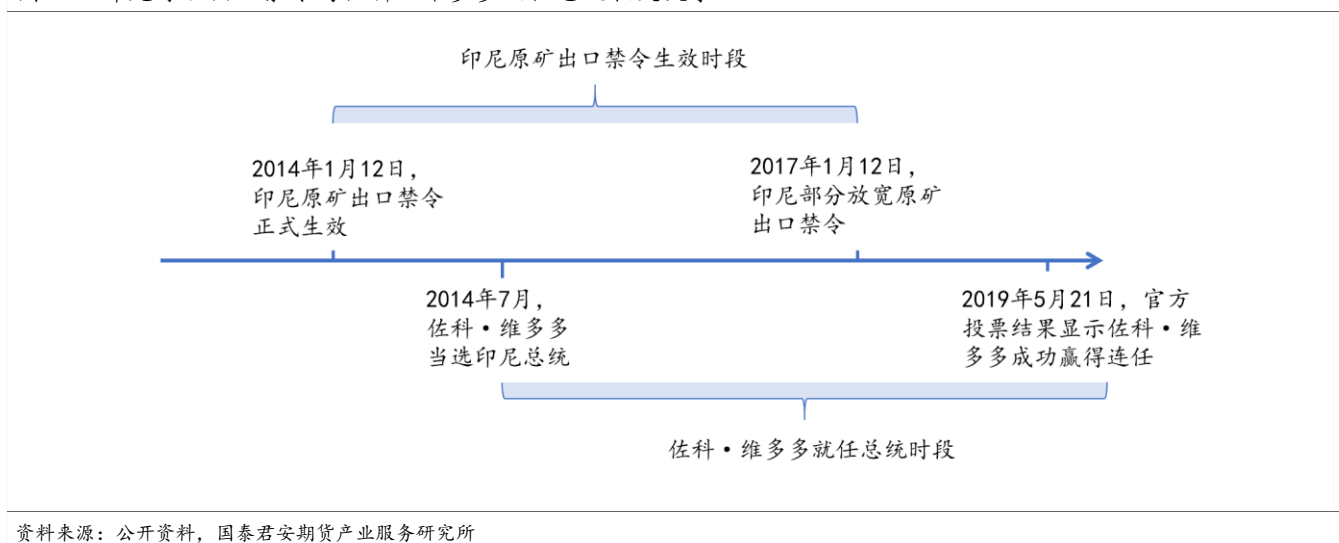 印尼原矿出口禁令生效时段
2014年1月12日，
印尼原矿出口禁令
正式生效
2017年1月12日，
印尼部分放宽原矿
出口禁令
2014年7月，
佐科·维多多
当选印尼总统
2019年5月21日，官方
投票结果显示佐科·维
多多成功赢得连任
佐科·维多多就任总统时段
资料来源：公开资料，国泰君安期货产业服务研究所